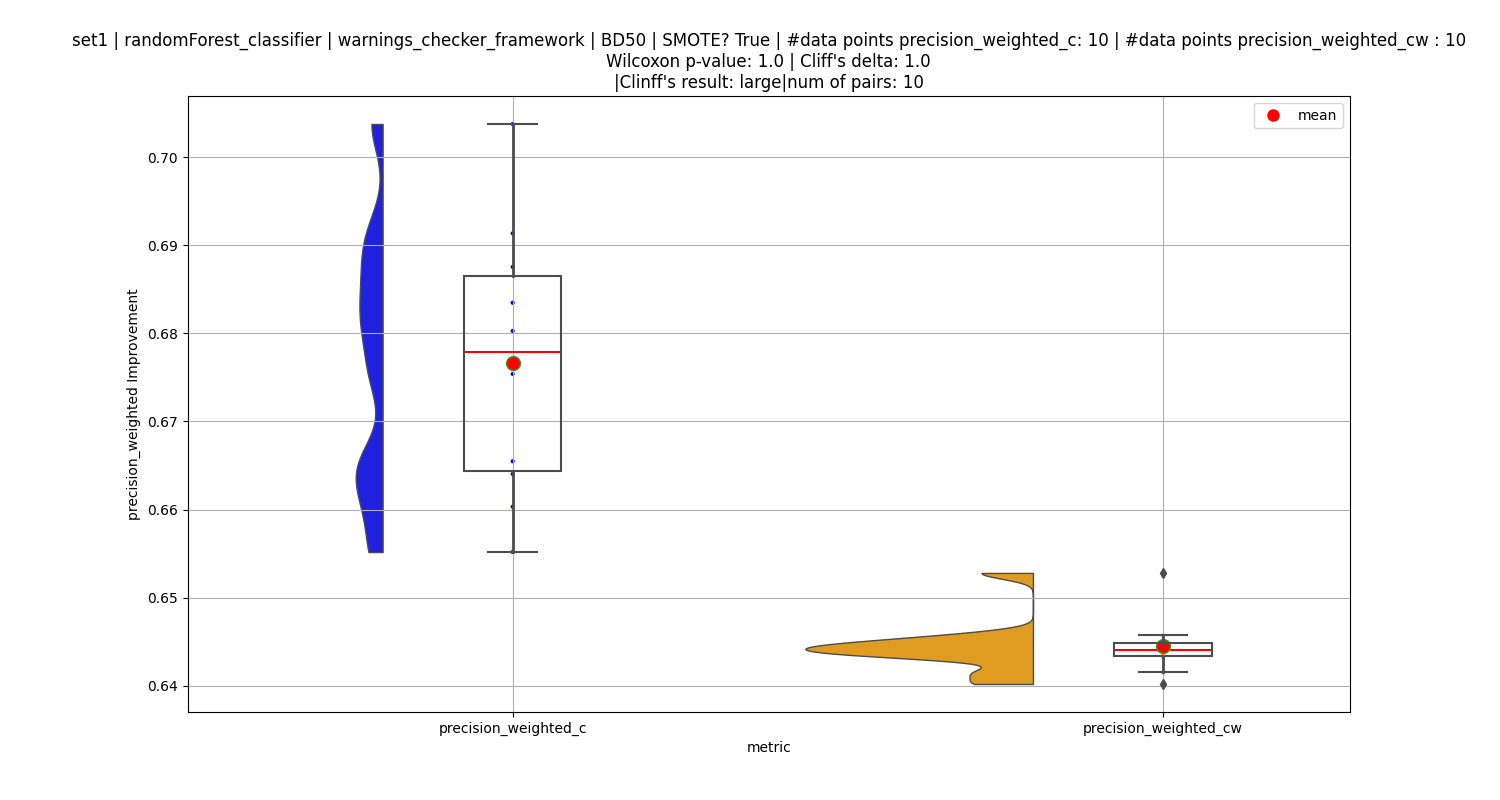 set1 | randomForest_classifier | warnings_checker_framework | BD50 | SMOTE? True | #data points precision_weighted_c: 10 | #data points precision_weighted_cw : 10
Wilcoxon p-value: 1.0 | Cliff's delta: 1.0
|Clinff's result: large|num of pairs: 10
mean
precision_weighted Improvement
0.70
0.69
0.68
0.67
0.66
0.65
0.64
precision_weighted_c
precision_weighted_cw
metric